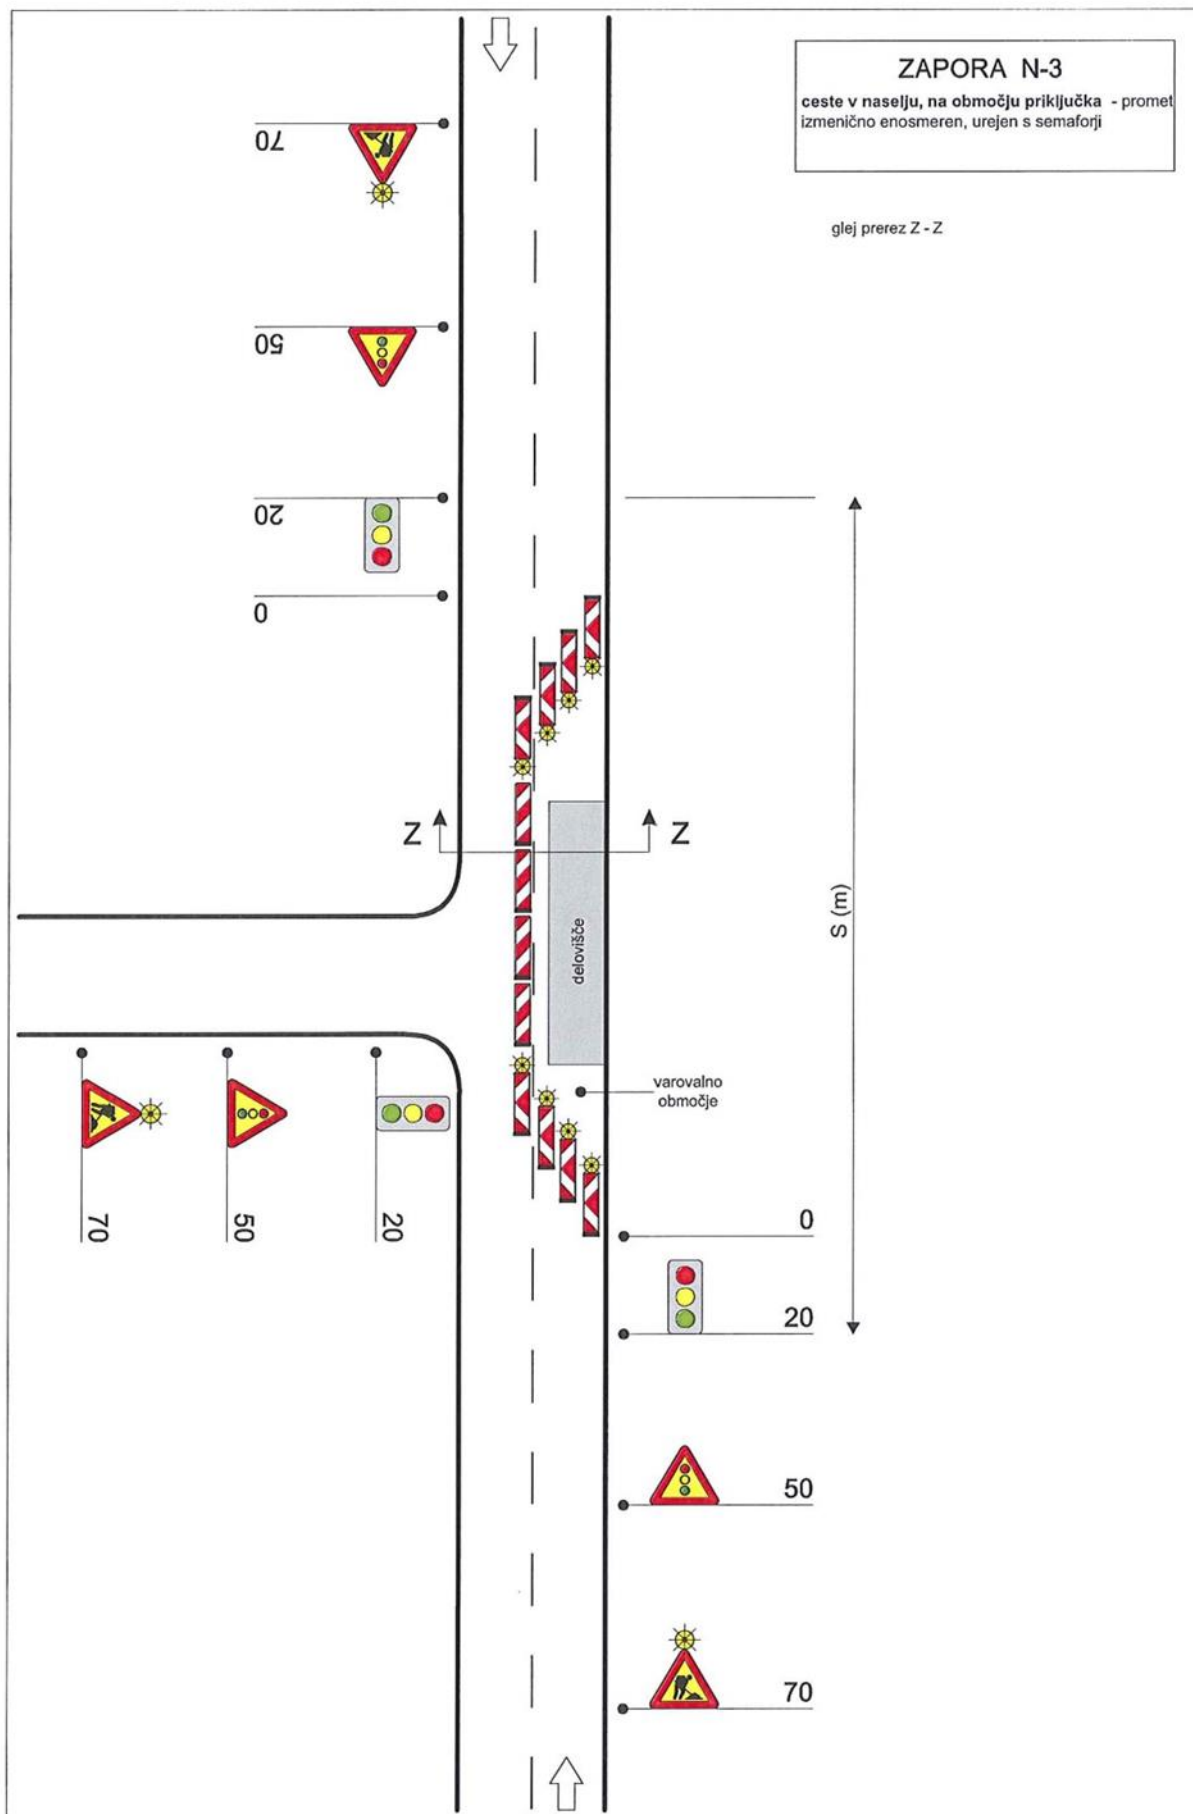 ZAPORA N-3
ceste v naselju, na območju priključka - promet
izmenično enosmeren, urejen s semaforji
glej prerez Z - Z
70
50
20
0
Z
Z
S (m)
delovišče
varovalno
območje
70
50
20
0
20
50
70